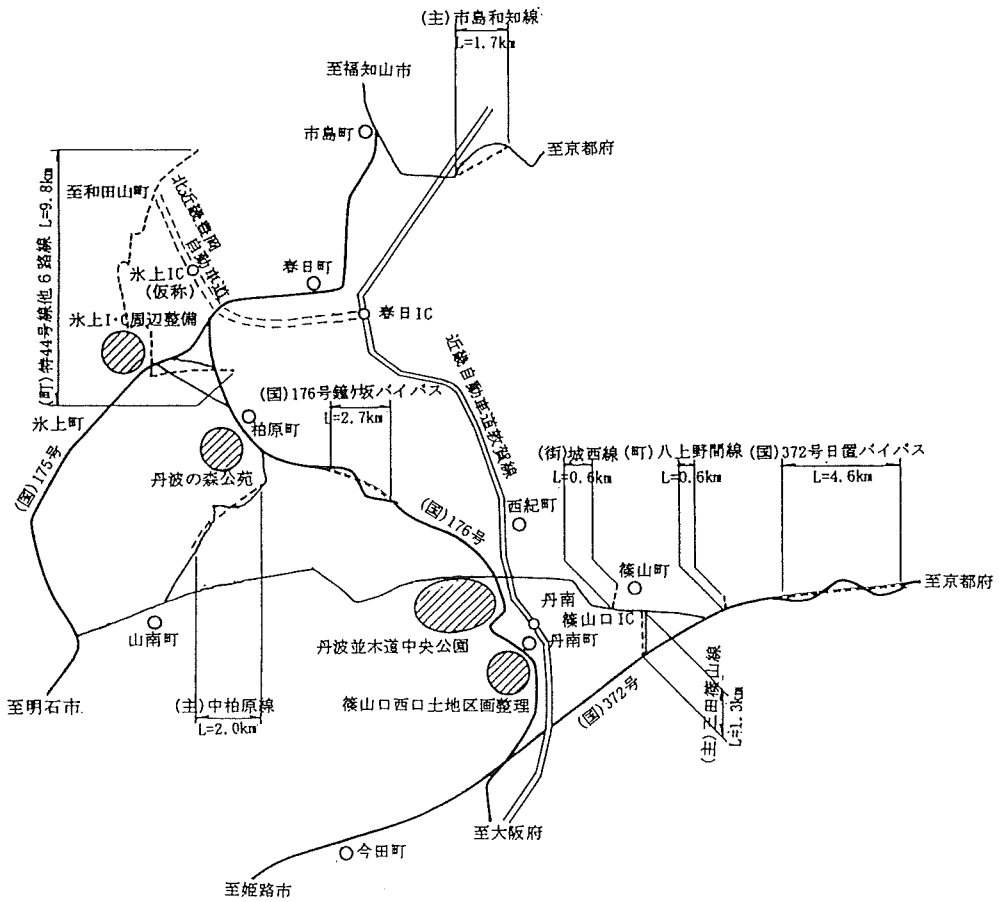 (主)市島和知線
L=1.7km
至福知山市
市島町
至京都府
至和田山町
北近畿豊岡
自動車道
(町)特44号線他6路線 L=9.8km
氷上IC
(仮称)
春日町
春日IC
氷上I・C周辺整備
近畿自動車道敦賀線
(国)176号鐘ケ坂バイパス
L=2.7km
氷上町
柏原町
丹波の森公苑
(国)175号
(街)城西線
L=0.6km
(町)八上野間線
L=0.6km
(国)372号日置バイパス
L=4.6km
西紀町
(国)176号
篠山町
至京都府
丹南
篠山口IC
丹南町
山南町
丹波並木道中央公園
篠山口西口土地区画整理
至明石市
(主)中柏原線
L=2.0km
(国)372号
(主)三田篠山線
L=1.3km
至大阪府
今田町
至姫路市